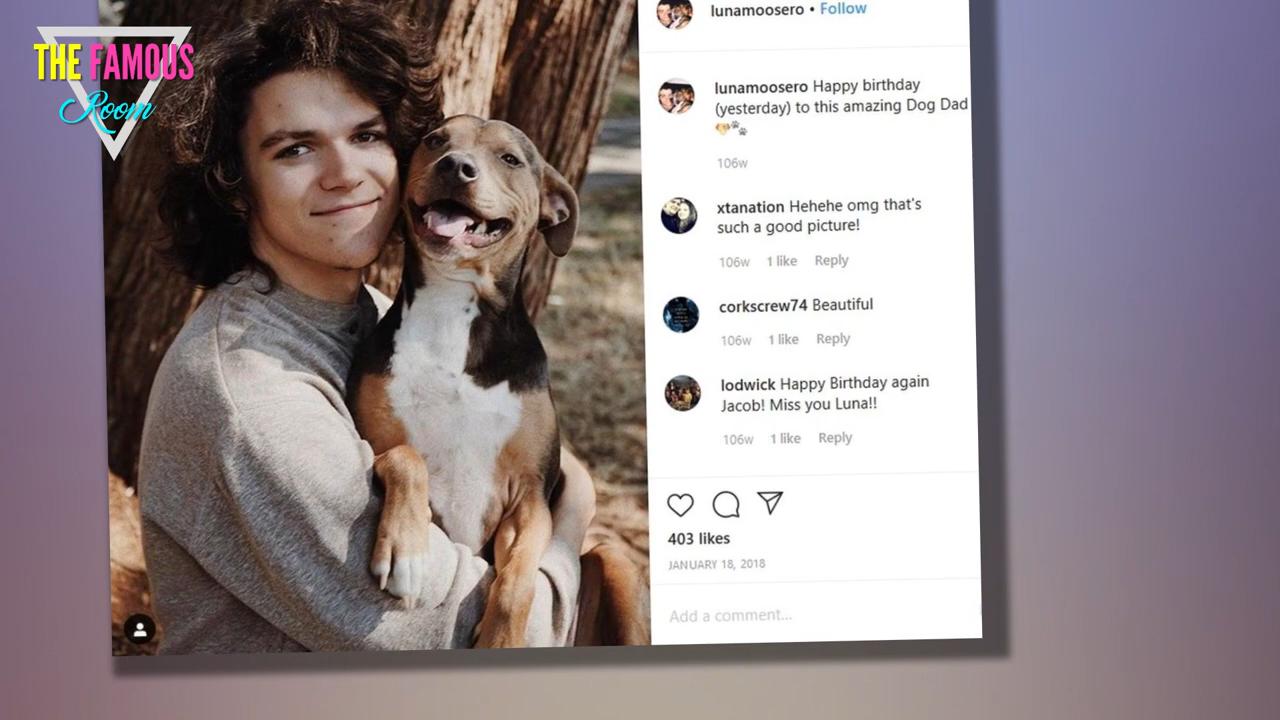 THE FAMOUS
Room
lunamoosero • Follow
lunamoosero Happy birthday
(yesterday) to this amazing Dog Dad
106w
xtanation Hehehe omg that's
such a good picture!
106w 1 like Reply
corkscrew74 Beautiful
106w 1 like Reply
lodwick Happy Birthday again
Jacob! Miss you Luna!!
106w 1 like Reply
403 likes
JANUARY 18, 2018
Add a comment...